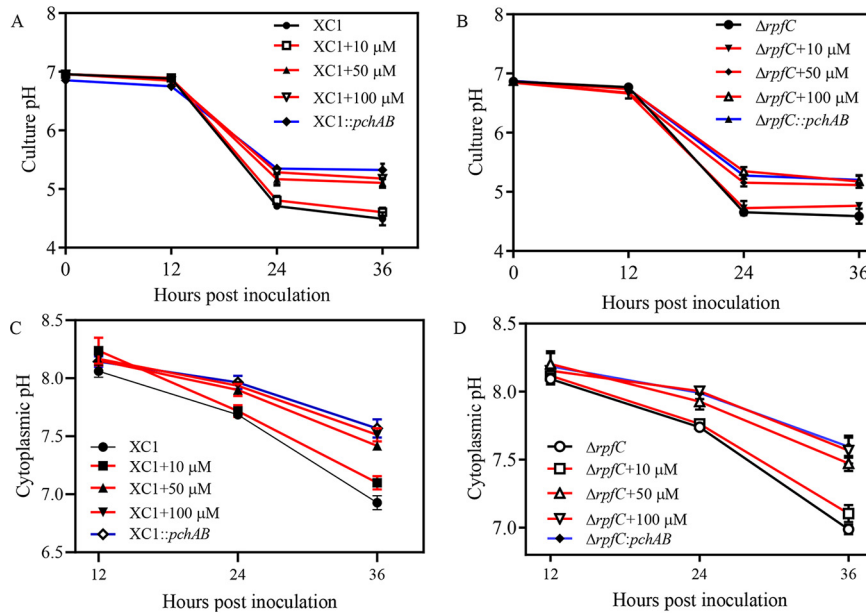 A
XC1
XC1+10 μM
XC1+50 μM
XC1+100 μM
XC1::pchAB
8
7
6
5
4
Culture pH
0
12
24
36
Hours post inoculation
B
ΔrpfC
ΔrpfC+10 μM
ΔrpfC+50 μM
ΔrpfC+100 μM
ΔrpfC::pchAB
8
7
6
5
4
Culture pH
0
12
24
36
Hours post inoculation
C
8.5
8.0
7.5
7.0
6.5
Cytoplasmic pH
XC1
XC1+10 μM
XC1+50 μM
XC1+100 μM
XC1::pchAB
12
24
36
Hours post inoculation
D
8.5
8.0
7.5
7.0
Cytoplasmic pH
ΔrpfC
ΔrpfC+10 μM
ΔrpfC+50 μM
ΔrpfC+100 μM
ΔrpfC:pchAB
12
24
36
Hours post inoculation